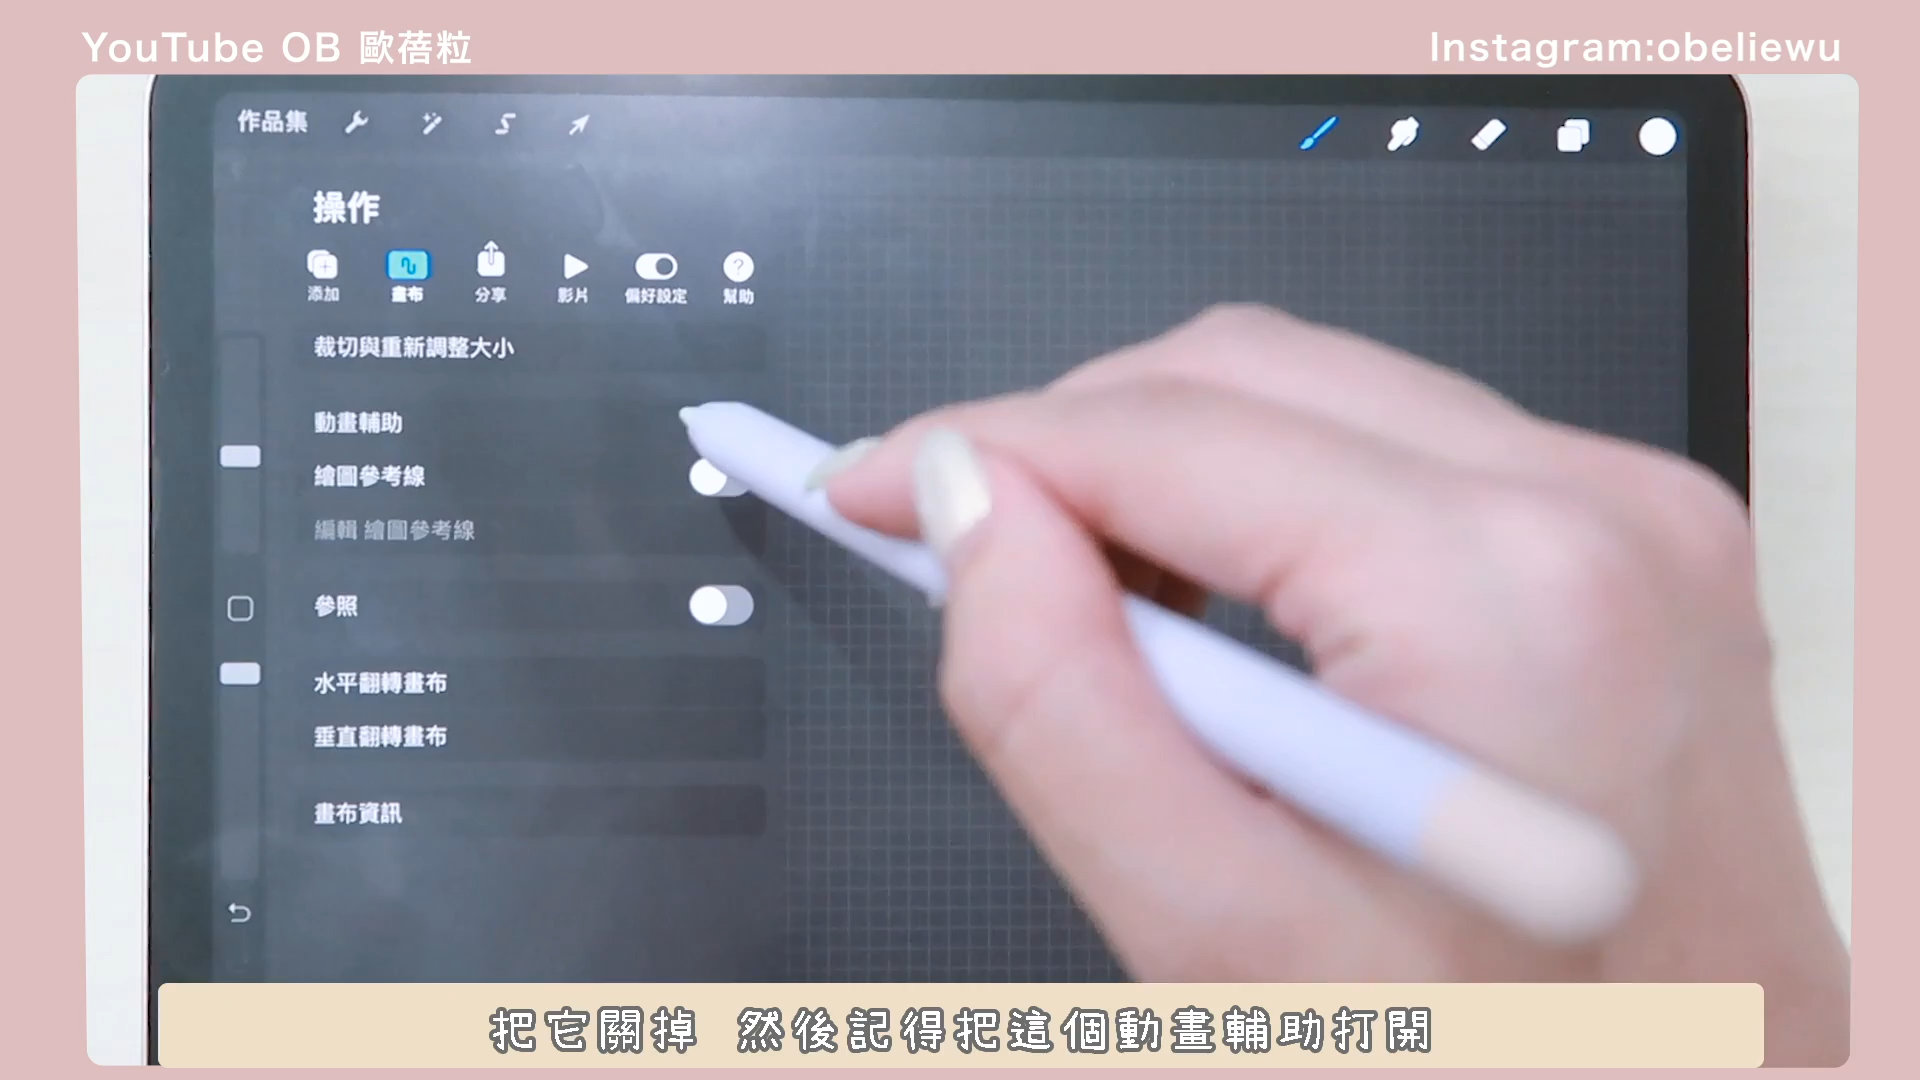 YouTube OB 歐蓓粒
Instagram:obeliewu
作品集
操作
添加 畫布 分享 影片 偏好設定 幫助
裁切與重新調整大小
動畫輔助
繪圖參考線
編輯 繪圖參考線
參照
水平翻轉畫布
垂直翻轉畫布
畫布資訊
把它關掉 然後記得把這個動畫輔助打開